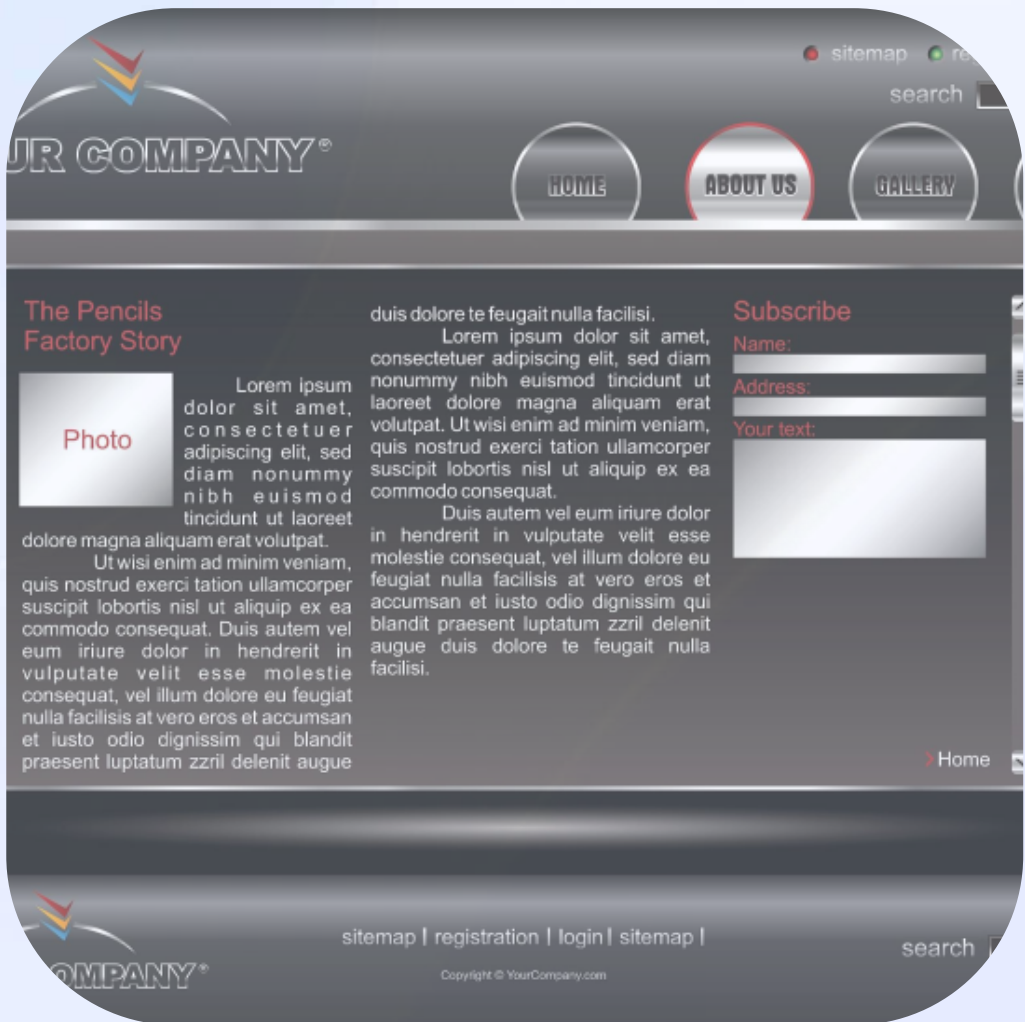 sitemap
search
UR COMPANY®
HOME
ABOUT US
GALLERY
The Pencils
Factory Story
Photo
Lorem ipsum
dolor sit amet,
consectetuer
adipiscing elit, sed
diam nonummy
nibh euismod
tincidunt ut laoreet
dolore magna aliquam erat volutpat.
Ut wisi enim ad minim veniam,
quis nostrud exerci tation ullamcorper
suscipit lobortis nisl ut aliquip ex ea
commodo consequat. Duis autem vel
eum iriure dolor in hendrerit in
vulputate velit esse molestie
consequat, vel illum dolore eu feugiat
nulla facilisis at vero eros et accumsan
et iusto odio dignissim qui blandit
praesent luptatum zzril delenit augue
duis dolore te feugait nulla facilisi.
Lorem ipsum dolor sit amet,
consectetuer adipiscing elit, sed diam
nonummy nibh euismod tincidunt ut
laoreet dolore magna aliquam erat
volutpat. Ut wisi enim ad minim veniam,
quis nostrud exerci tation ullamcorper
suscipit lobortis nisl ut aliquip ex ea
commodo consequat.
Duis autem vel eum iriure dolor
in hendrerit in vulputate velit esse
molestie consequat, vel illum dolore eu
feugiat nulla facilisis at vero eros et
accumsan et iusto odio dignissim qui
blandit praesent luptatum zzril delenit
augue duis dolore te feugait nulla
facilisi.
Subscribe
Name:
Address:
Your text:
Home
sitemap | registration | login | sitemap |
search
OMPANY®
Copyright © YourCompany.com